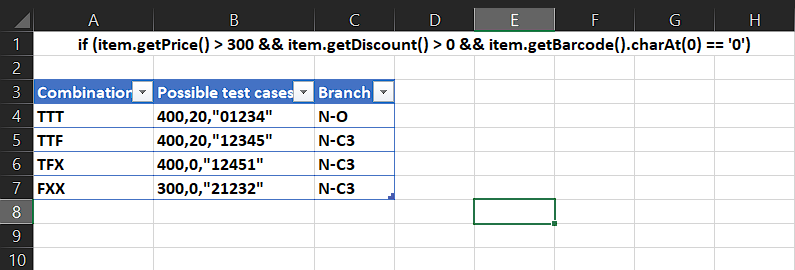 A B C D E F G H
1 if (item.getPrice() > 300 && item.getDiscount() > 0 && item.getBarcode().charAt(0) == '0')
2
3 Combination Possible test cases Branch
4 TTT 400,20,"01234" N-O
5 TTF 400,20,"12345" N-C3
6 TFX 400,0,"12451" N-C3
7 FXX 300,0,"21232" N-C3
8
9
10